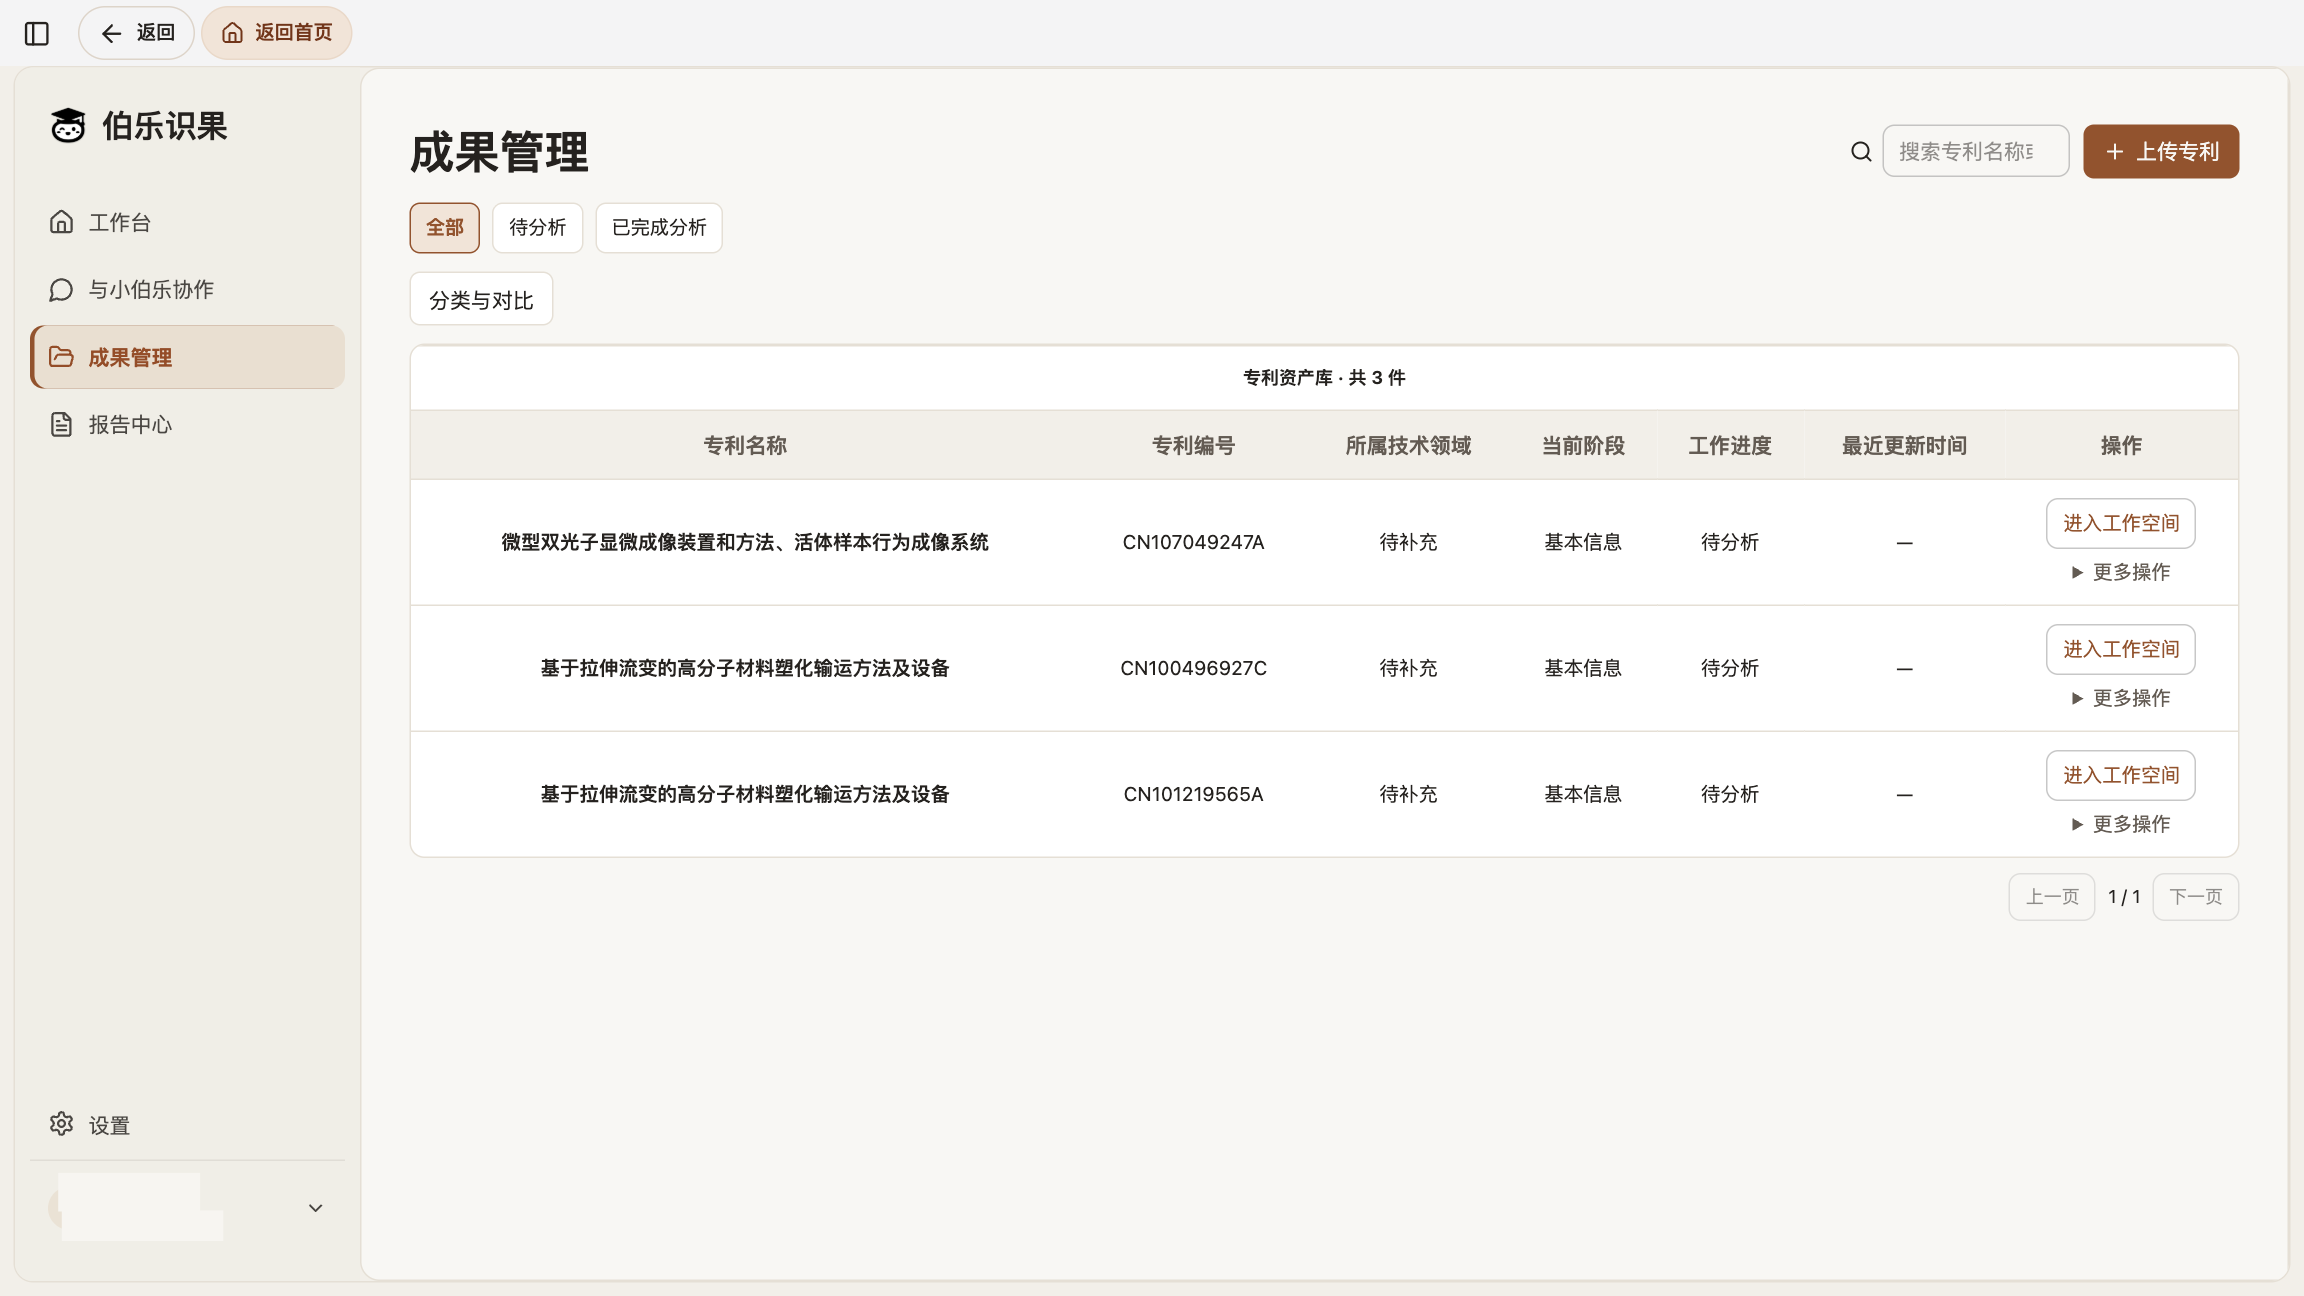 返回
返回首页
伯乐识果
工作台
与小伯乐协作
成果管理
报告中心
设置
成果管理
搜索专利名称
上传专利
全部
待分析
已完成分析
分类与对比
专利资产库 · 共 3 件
专利名称 专利编号 所属技术领域 当前阶段 工作进度 最近更新时间 操作
微型双光子显微成像装置和方法、活体样本行为成像系统 CN107049247A 待补充 基本信息 待分析 — 进入工作空间
更多操作
基于拉伸流变的高分子材料塑化输运方法及设备 CN100496927C 待补充 基本信息 待分析 — 进入工作空间
更多操作
基于拉伸流变的高分子材料塑化输运方法及设备 CN101219565A 待补充 基本信息 待分析 — 进入工作空间
更多操作
上一页 1 / 1 下一页